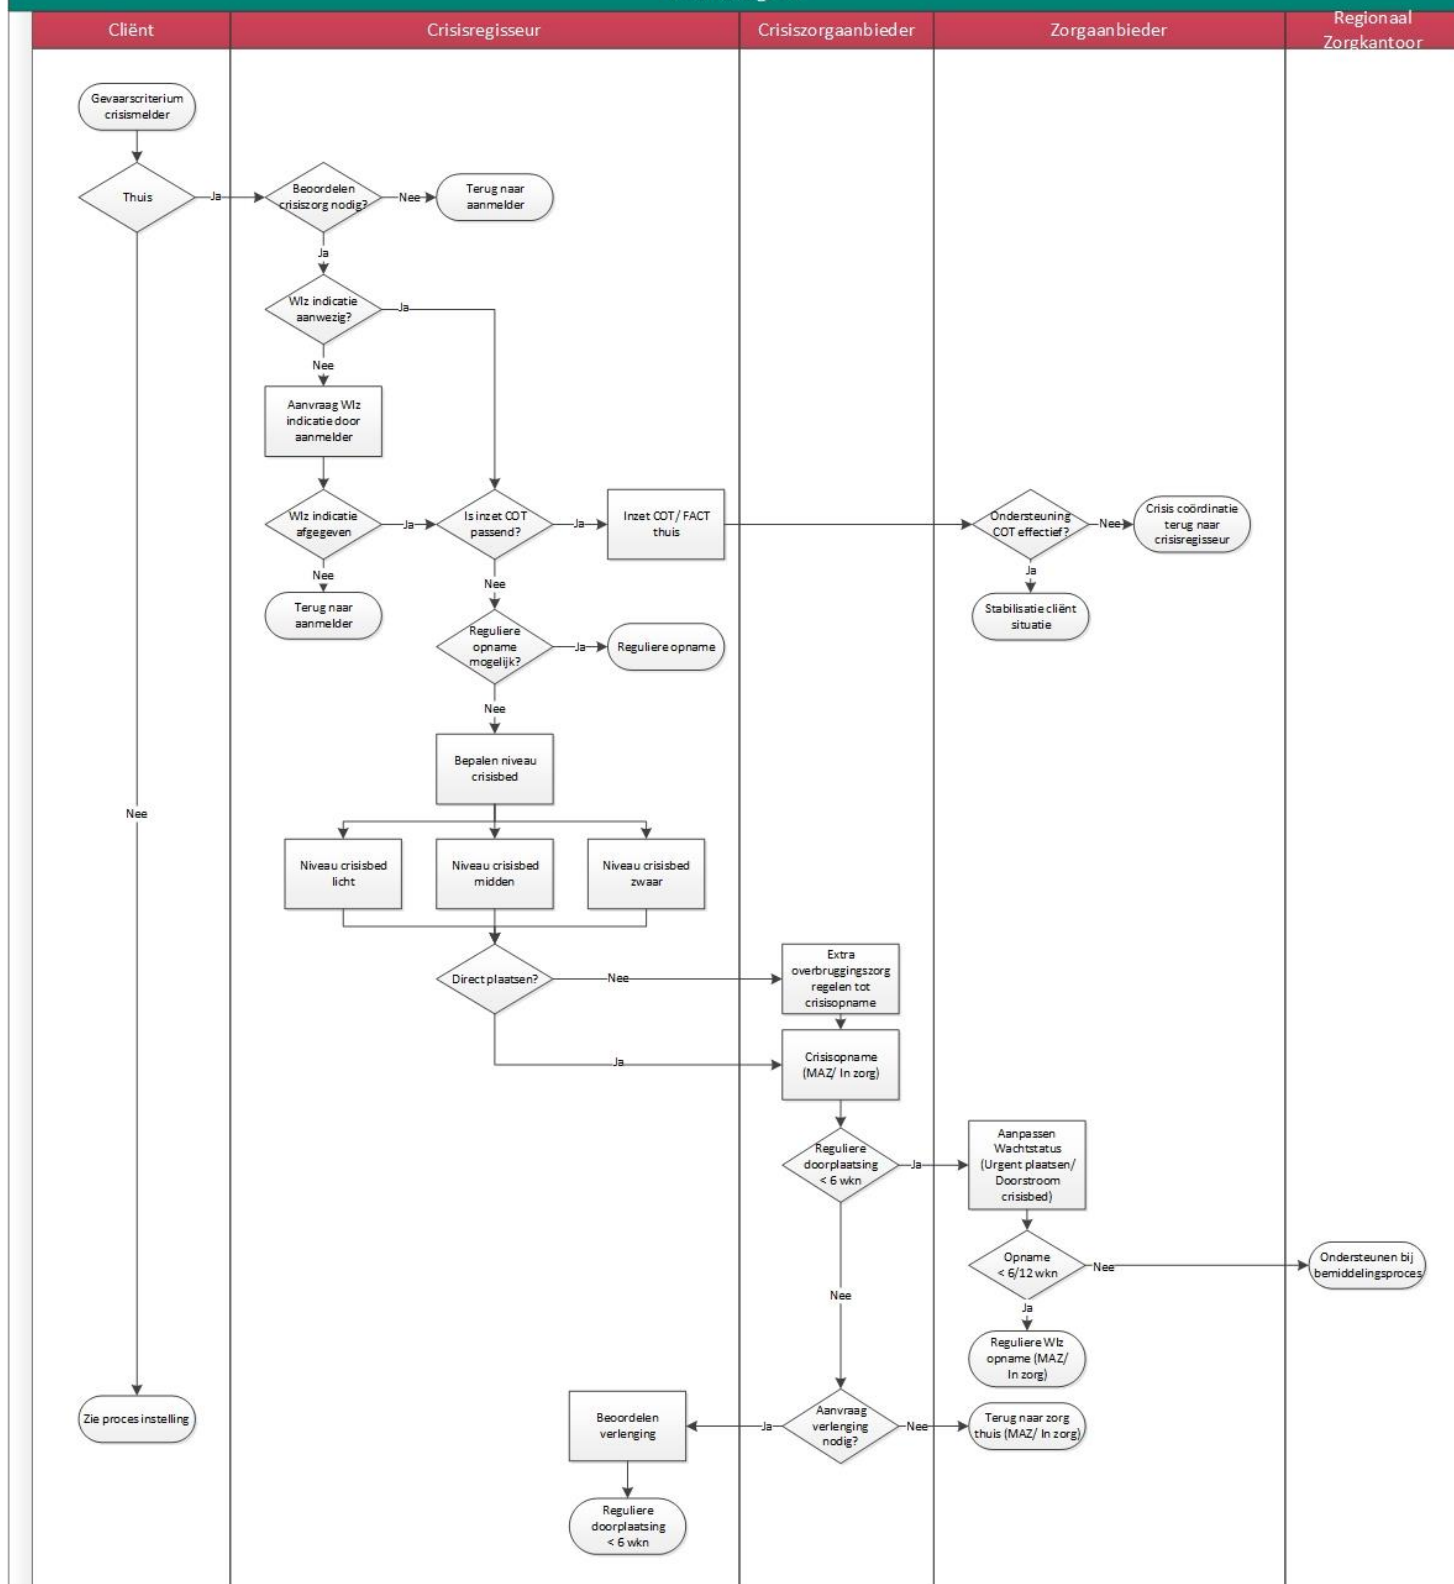 Cliënt
Crisisregisseur
Crisiszorgaanbieder
Zorgaanbieder
Regionaal
Zorgkantoor
Gevaarscriterium
crisismelder
Thuis
Ja
Beoordelen
crisiszorg nodig?
Nee
Terug naar
aanmelder
Ja
Wlz indicatie
aanwezig?
Ja
Nee
Aanvraag Wlz
indicatie door
aanmelder
Wlz indicatie
afgegeven
Ja
Is inzet COT
passend?
Ja
Inzet COT/ FACT
thuis
Ondersteuning
COT effectief?
Nee
Crisis coördinatie
terug naar
crisisregisseur
Nee
Terug naar
aanmelder
Nee
Ja
Stabilisatie cliënt
situatie
Reguliere
opname
mogelijk?
Ja
Reguliere opname
Nee
Bepalen niveau
crisisbed
Nee
Niveau crisisbed
licht
Niveau crisisbed
midden
Niveau crisisbed
zwaar
Direct plaatsen?
Nee
Extra
overbruggingszorg
regelen tot
crisisopname
Ja
Crisisopname
(MAZ/ In zorg)
Reguliere
doorplaatsing
< 6 wkn
Ja
Aanpassen
Wachtstatus
(Urgent plaatsen/
Doorstroom
crisisbed)
Opname
< 6/12 wkn
Nee
Ondersteunen bij
bemiddelingsproces
Nee
Ja
Reguliere Wlz
opname (MAZ/
In zorg)
Zie proces instelling
Beoordelen
verlenging
Ja
Aanvraag
verlenging
nodig?
Nee
Terug naar zorg
thuis (MAZ/ In zorg)
Reguliere
doorplaatsing
< 6 wkn